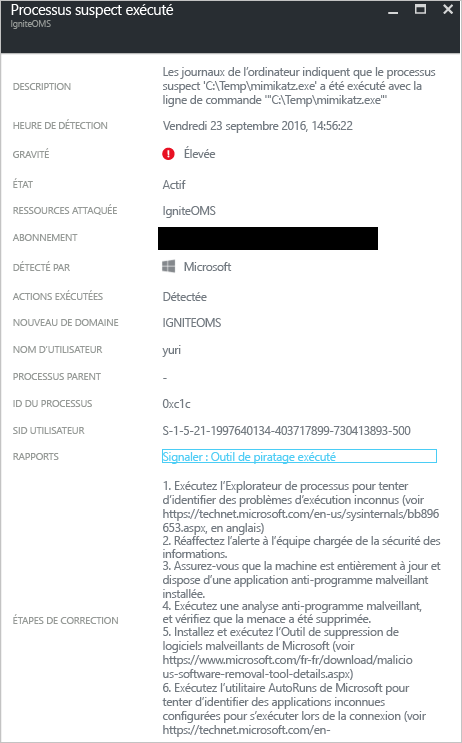 Processus suspect exécuté
IgniteOMS
DESCRIPTION
Les journaux de l’ordinateur indiquent que le processus
suspect 'C:\Temp\mimikatz.exe' a été exécuté avec la
ligne de commande '"C:\Temp\mimikatz.exe"'
HEURE DE DÉTECTION
Vendredi 23 septembre 2016, 14:56:22
GRAVITÉ
Élevée
ÉTAT
Actif
RESSOURCES ATTAQUÉE
IgniteOMS
ABONNEMENT
DÉTECTÉ PAR
Microsoft
ACTIONS EXÉCUTÉES
Détectée
NOUVEAU DE DOMAINE
IGNITEOMS
NOM D’UTILISATEUR
yuri
PROCESSUS PARENT
-
ID DU PROCESSUS
0xc1c
SID UTILISATEUR
S-1-5-21-1997640134-403717899-730413893-500
RAPPORTS
Signaler : Outil de piratage exécuté
ÉTAPES DE CORRECTION
1. Exécutez l’Explorateur de processus pour tenter
d’identifier des problèmes d’exécution inconnus (voir
https://technet.microsoft.com/en-us/sysinternals/bb896
653.aspx, en anglais)
2. Réaffectez l’alerte à l’équipe chargée de la sécurité des
informations.
3. Assurez-vous que la machine est entièrement à jour et
dispose d’une application anti-programme malveillant
installée.
4. Exécutez une analyse anti-programme malveillant,
et vérifiez que la menace a été supprimée.
5. Installez et exécutez l’Outil de suppression de
logiciels malveillants de Microsoft (voir
https://www.microsoft.com/fr-fr/download/malicio
us-software-removal-tool-details.aspx)
6. Exécutez l’utilitaire AutoRuns de Microsoft pour
tenter d’identifier des applications inconnues
configurées pour s’exécuter lors de la connexion (voir
https://technet.microsoft.com/en-